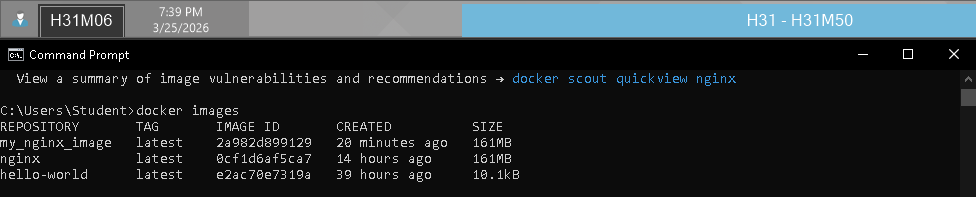 H31M06
7:39 PM
3/25/2026
H31 - H31M50
Command Prompt
View a summary of image vulnerabilities and recommendations → docker scout quickview nginx
C:\Users\Student>docker images
REPOSITORY TAG IMAGE ID CREATED SIZE
my_nginx_image latest 2a982d899129 20 minutes ago 161MB
nginx latest 0cf1d6af5ca7 14 hours ago 161MB
hello-world latest e2ac70e7319a 39 hours ago 10.1kB